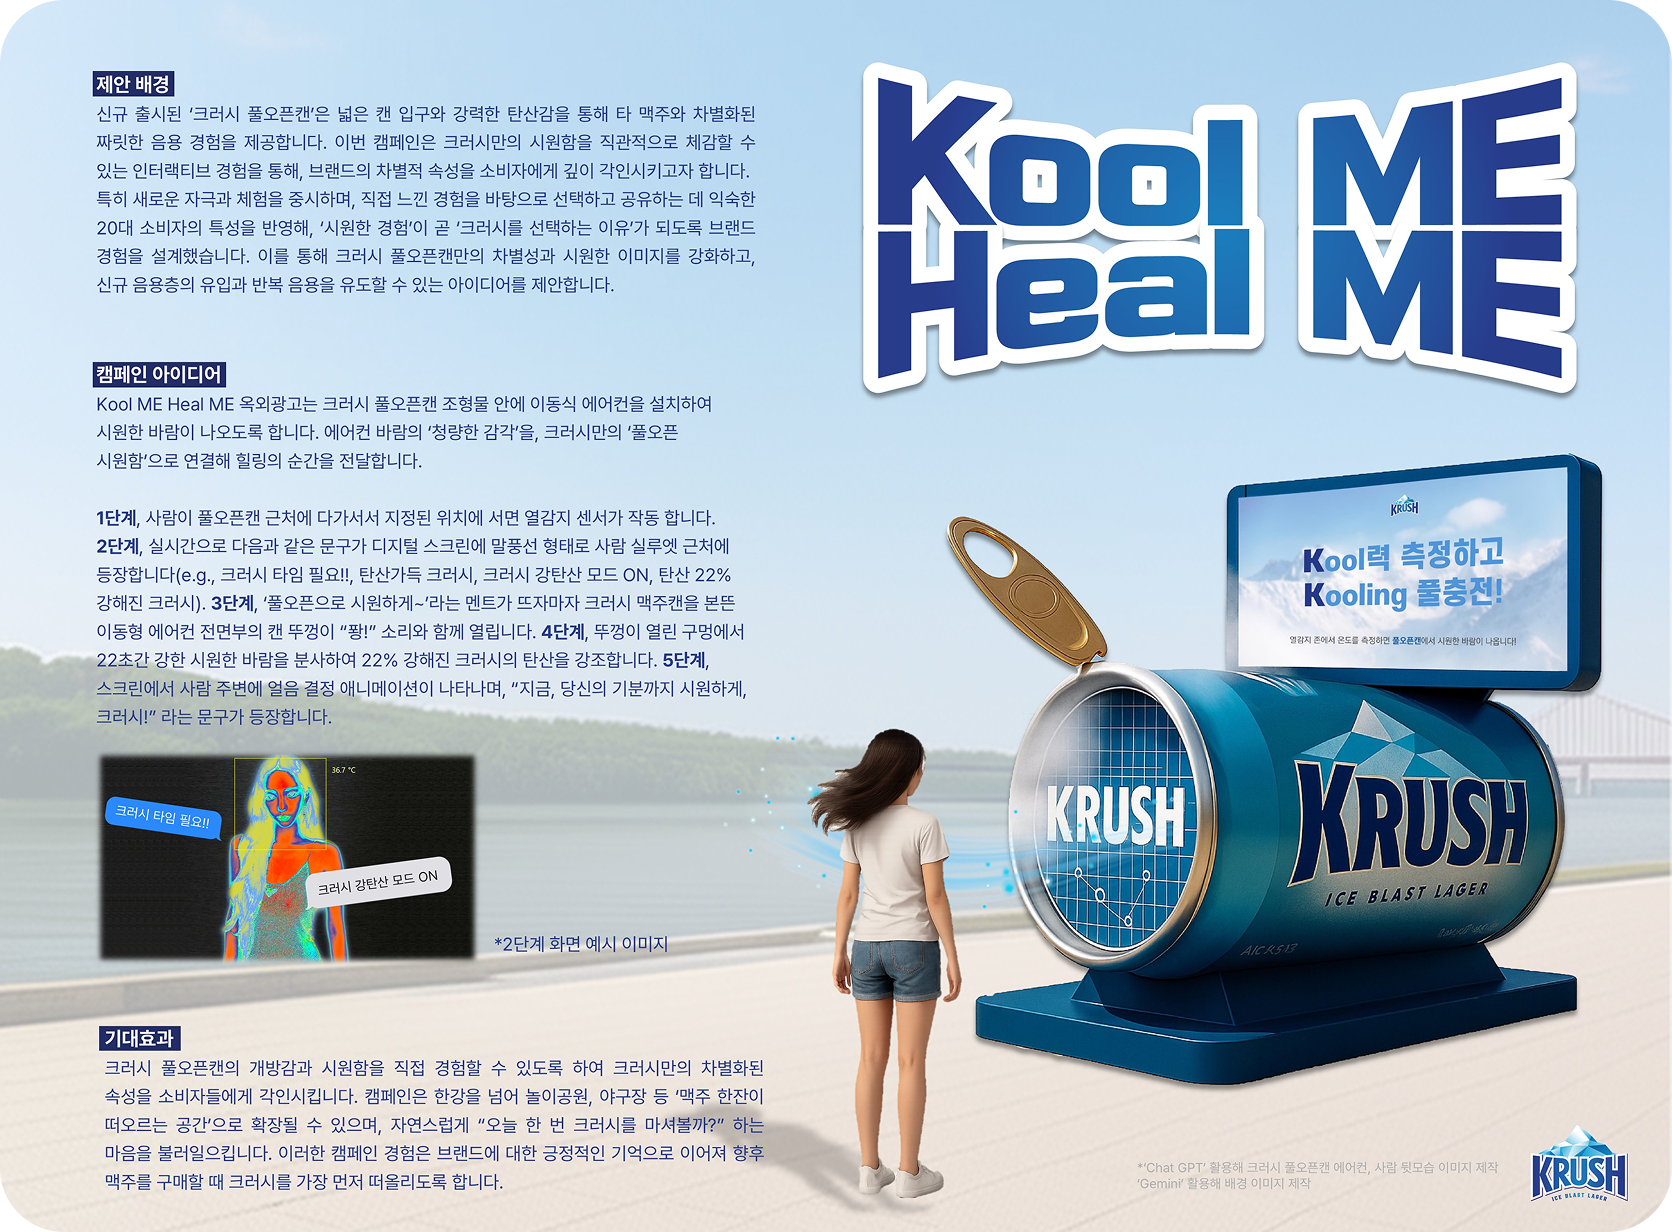 제안 배경
신규 출시된 ‘크러시 풀오픈캔’은 넓은 캔 입구와 강력한 탄산감을 통해 타 맥주와 차별화된
짜릿한 음용 경험을 제공합니다. 이번 캠페인은 크러시만의 시원함을 직관적으로 체감할 수
있는 인터랙티브 경험을 통해, 브랜드의 차별적 속성을 소비자에게 깊이 각인시키고자 합니다.
특히 새로운 자극과 체험을 중시하며, 직접 느낀 경험을 바탕으로 선택하고 공유하는 데 익숙한
20대 소비자의 특성을 반영해, ‘시원한 경험’이 곧 ‘크러시를 선택하는 이유’가 되도록 브랜드
경험을 설계했습니다. 이를 통해 크러시 풀오픈캔만의 차별성과 시원한 이미지를 강화하고,
신규 음용층의 유입과 반복 음용을 유도할 수 있는 아이디어를 제안합니다.
캠페인 아이디어
Kool ME Heal ME 옥외광고는 크러시 풀오픈캔 조형물 안에 이동식 에어컨을 설치하여
시원한 바람이 나오도록 합니다. 에어컨 바람의 ‘청량한 감각’을, 크러시만의 ‘풀오픈
시원함’으로 연결해 힐링의 순간을 전달합니다.
1단계, 사람이 풀오픈캔 근처에 다가서서 지정된 위치에 서면 열감지 센서가 작동 합니다.
2단계, 실시간으로 다음과 같은 문구가 디지털 스크린에 말풍선 형태로 사람 실루엣 근처에
등장합니다(e.g., 크러시 타임 필요!!, 탄산가득 크러시, 크러시 강탄산 모드 ON, 탄산 22%
강해진 크러시). 3단계, ‘풀오픈으로 시원하게~’라는 멘트가 뜨자마자 크러시 맥주캔을 본뜬
이동형 에어컨 전면부의 캔 뚜껑이 “퐝!” 소리와 함께 열립니다. 4단계, 뚜껑이 열린 구멍에서
22초간 강한 시원한 바람을 분사하여 22% 강해진 크러시의 탄산을 강조합니다. 5단계,
스크린에서 사람 주변에 얼음 결정 애니메이션이 나타나며, “지금, 당신의 기분까지 시원하게,
크러시!” 라는 문구가 등장합니다.
36.7 °C
크러시 타임 필요!!
크러시 강탄산 모드 ON
*2단계 화면 예시 이미지
기대효과
크러시 풀오픈캔의 개방감과 시원함을 직접 경험할 수 있도록 하여 크러시만의 차별화된
속성을 소비자들에게 각인시킵니다. 캠페인은 한강을 넘어 놀이공원, 야구장 등 ‘맥주 한잔이
떠오르는 공간’으로 확장될 수 있으며, 자연스럽게 “오늘 한 번 크러시를 마셔볼까?” 하는
마음을 불러일으킵니다. 이러한 캠페인 경험은 브랜드에 대한 긍정적인 기억으로 이어져 향후
맥주를 구매할 때 크러시를 가장 먼저 떠올리도록 합니다.
Kool ME
Heal ME
KRUSH
Kool력 측정하고
Kooling 풀충전!
열감지 존에서 온도를 측정하면 풀오픈캔에서 시원한 바람이 나옵니다!
KRUSH
KRUSH
ICE BLAST LAGER
*'Chat GPT' 활용해 크러시 풀오픈캔 에어컨, 사람 뒷모습 이미지 제작
'Gemini' 활용해 배경 이미지 제작
KRUSH
ICE BLAST LAGER